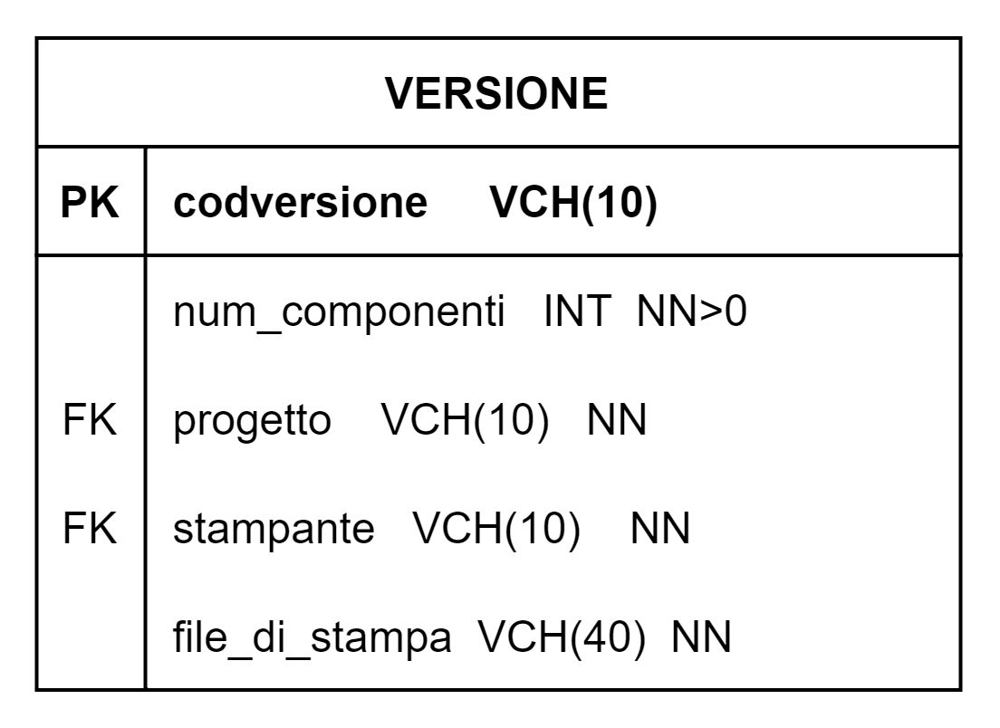 VERSIONE
PK codversione VCH(10)
num_componenti INT NN>0
FK progetto VCH(10) NN
FK stampante VCH(10) NN
file_di_stampa VCH(40) NN